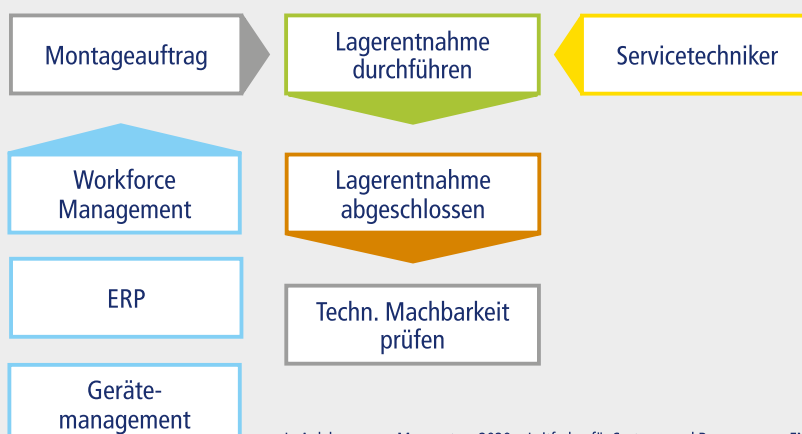 Montageauftrag
Lagerentnahme
durchführen
Servicetechniker
Workforce
Management
Lagerentnahme
abgeschlossen
ERP
Techn. Machbarkeit
prüfen
Geräte-
management